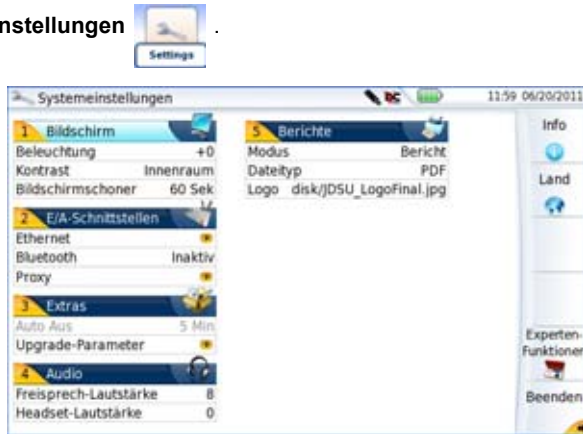 nstellungen
.
Settings
Systemeinstellungen
DC
11:59 06/20/2011
1 Bildschirm
Beleuchtung +0
Kontrast Innenraum
Bildschirmschoner 60 Sek
2 E/A-Schnittstellen
Ethernet
Bluetooth Inaktiv
Proxy
3 Extras
Auto Aus 5 Min
Upgrade-Parameter
4 Audio
Freisprech-Lautstärke 8
Headset-Lautstärke 0
5 Berichte
Modus Bericht
Dateityp PDF
Logo disk/JDSU_LogoFinal.jpg
Info
Land
Experten-
Funktionen
Beenden